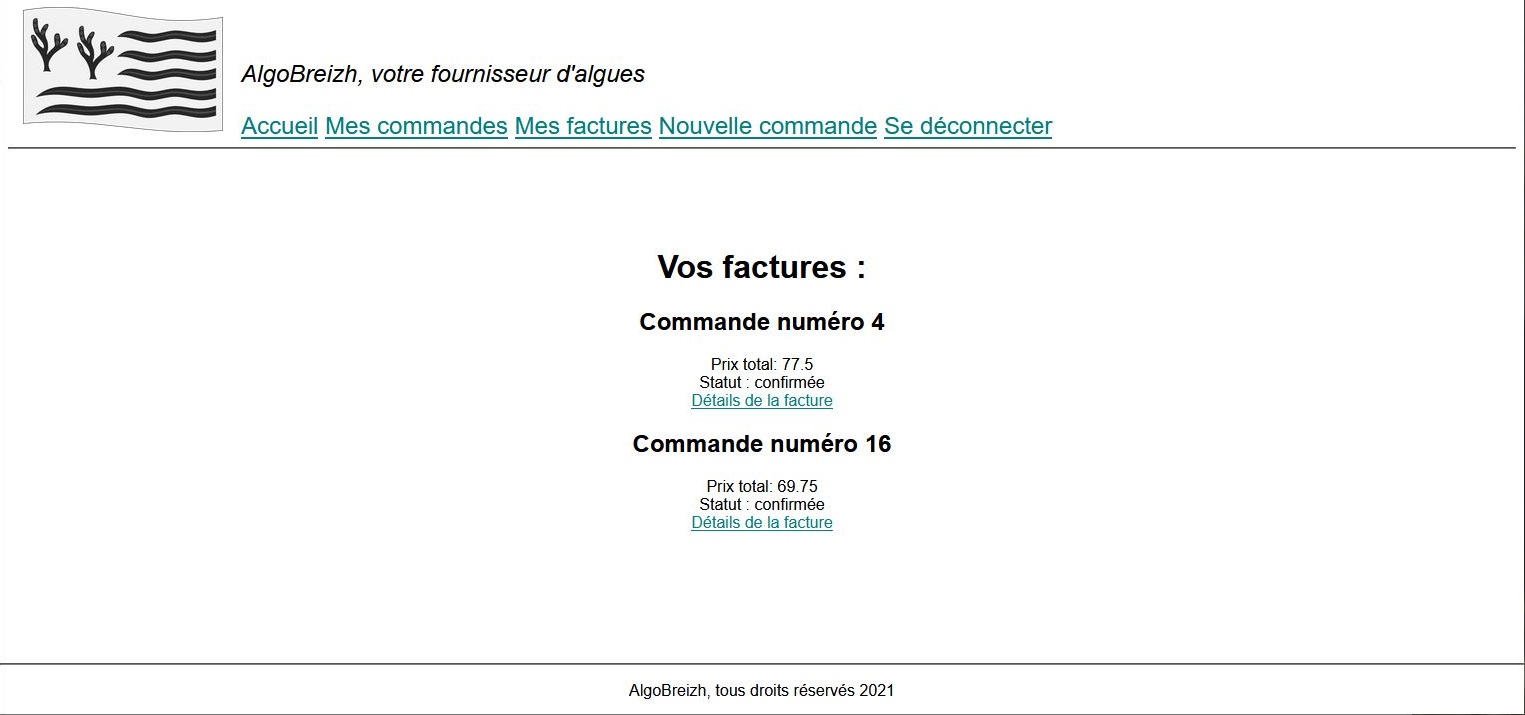 AlgoBreizh, votre fournisseur d'algues
Accueil Mes commandes Mes factures Nouvelle commande Se déconnecter
Vos factures :
Commande numéro 4
Prix total: 77.5
Statut : confirmée
Détails de la facture
Commande numéro 16
Prix total: 69.75
Statut : confirmée
Détails de la facture
AlgoBreizh, tous droits réservés 2021